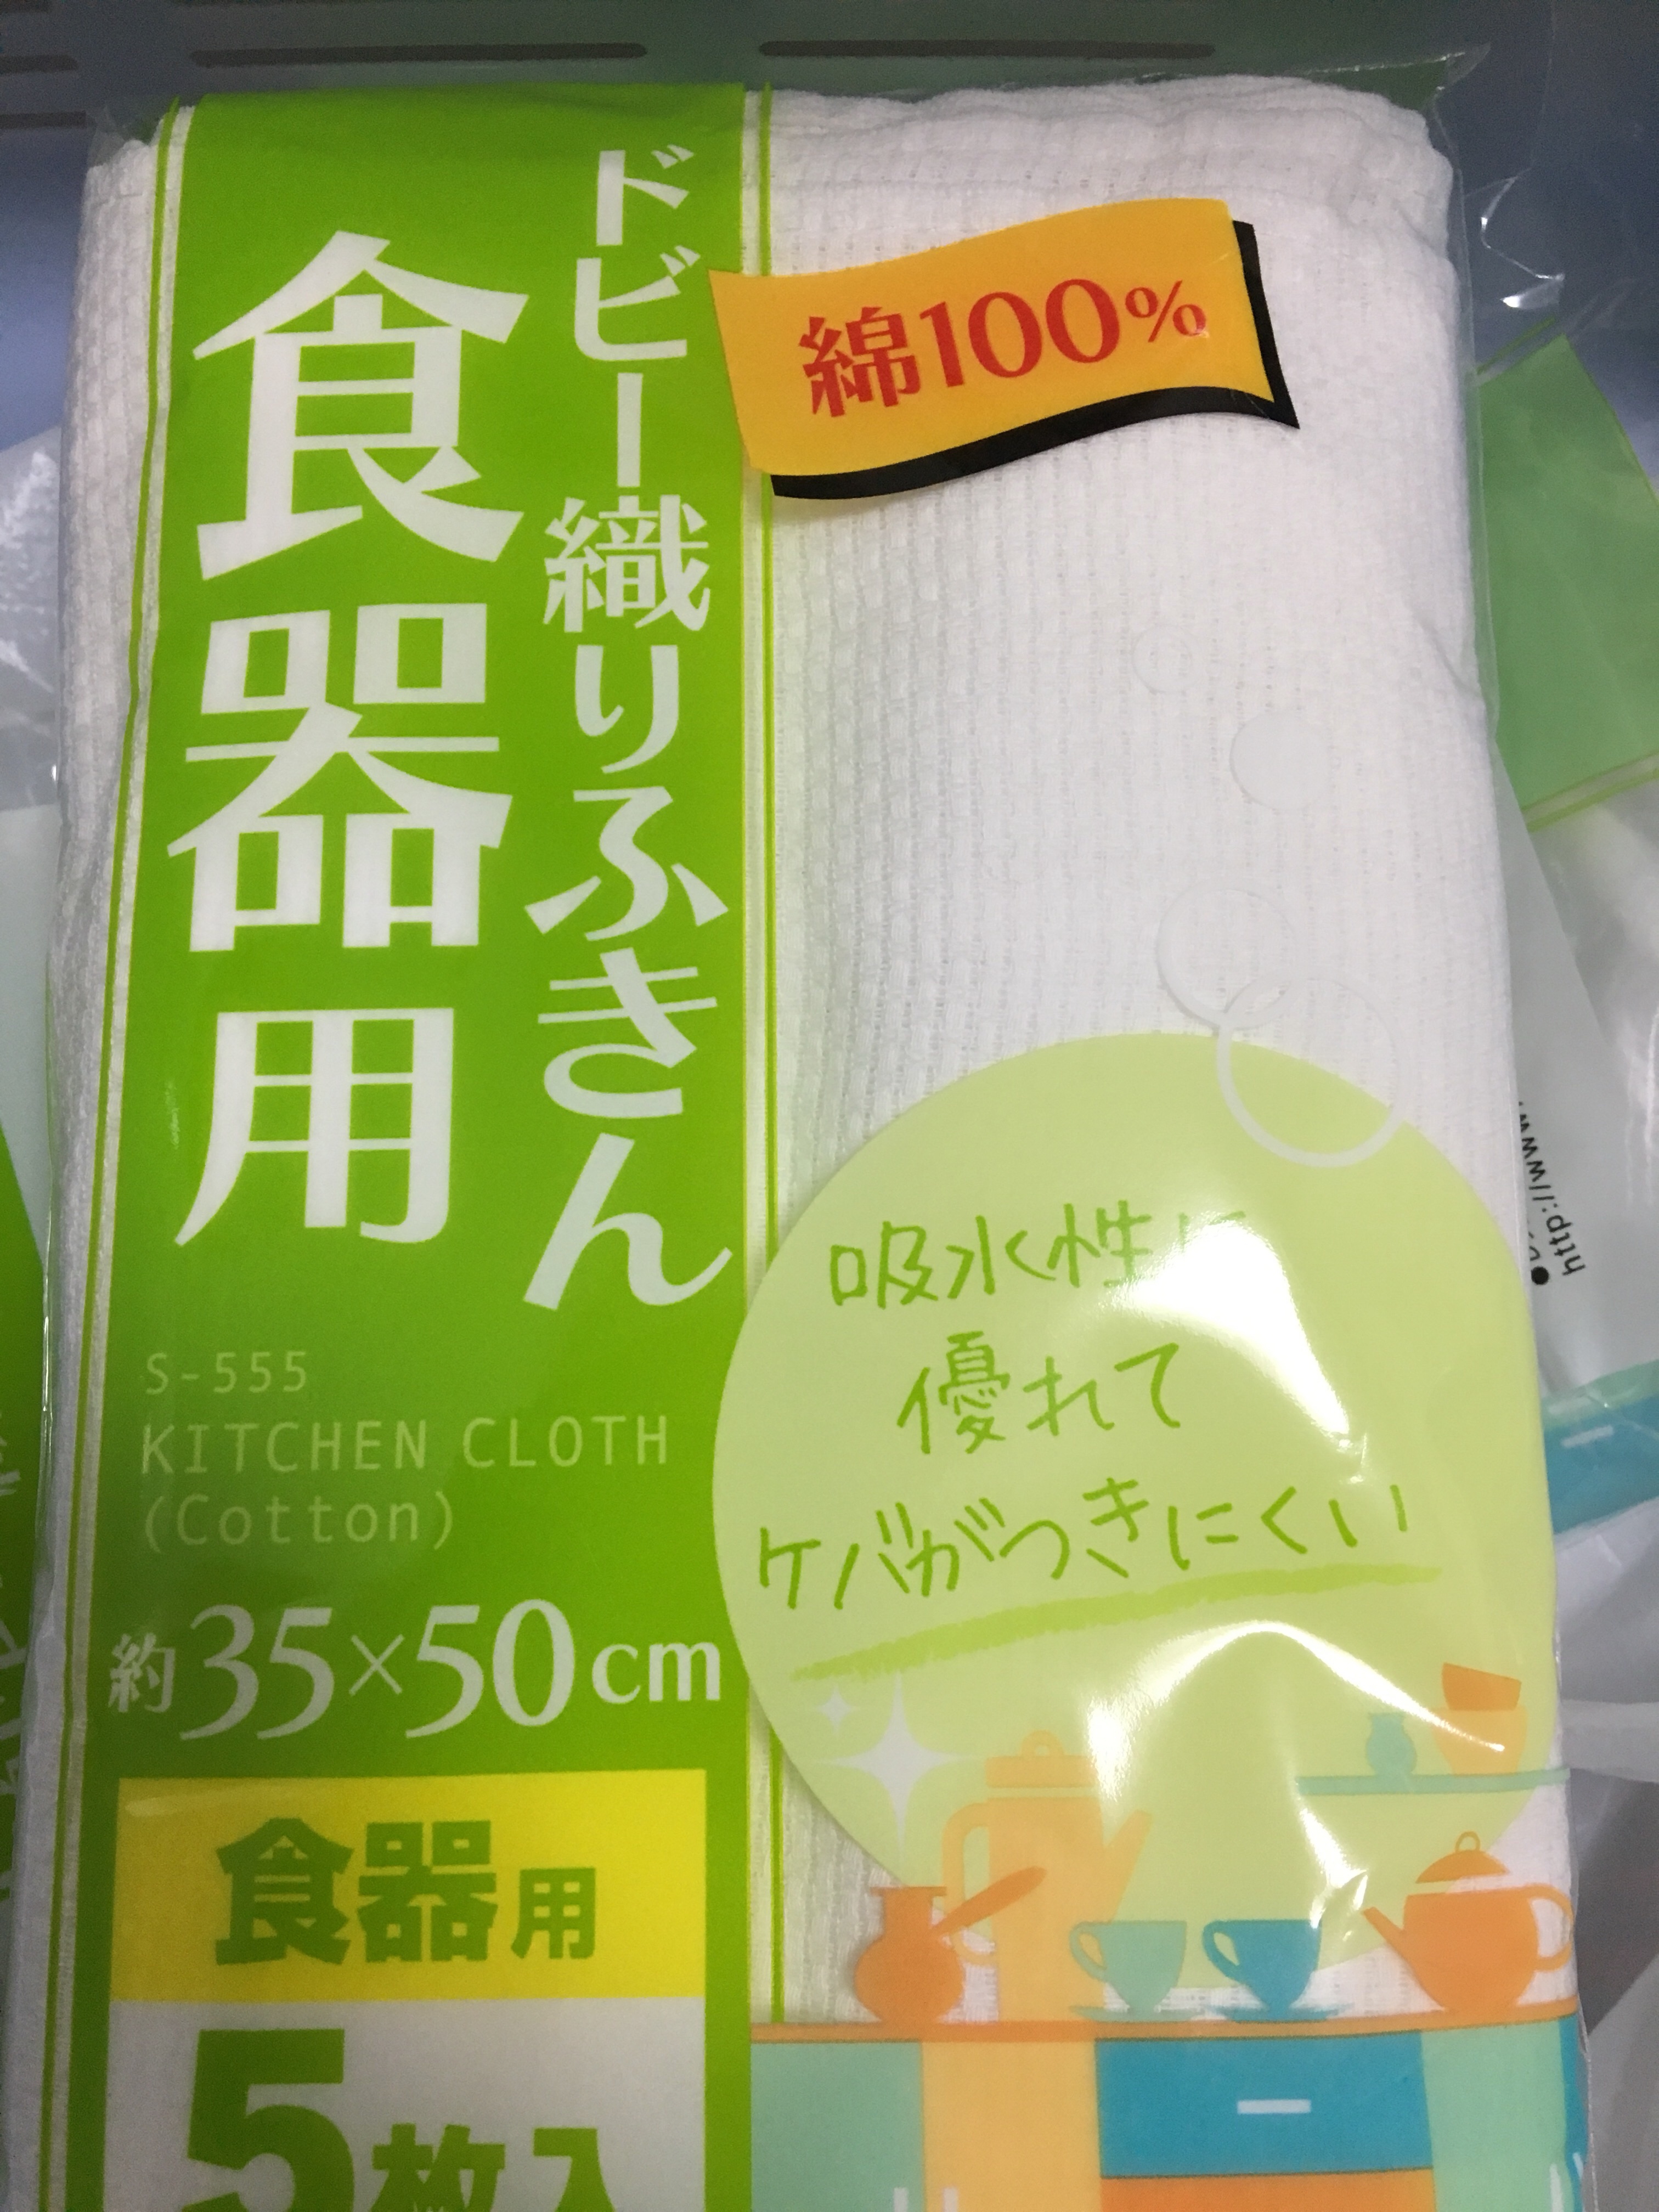 ドビー織りふきん
食器用
綿100%
S-555
KITCHEN CLOTH
(Cotton)
約35×50cm
食器用
5枚入
吸水性に
優れて
ケバがつきにくい
http://www.